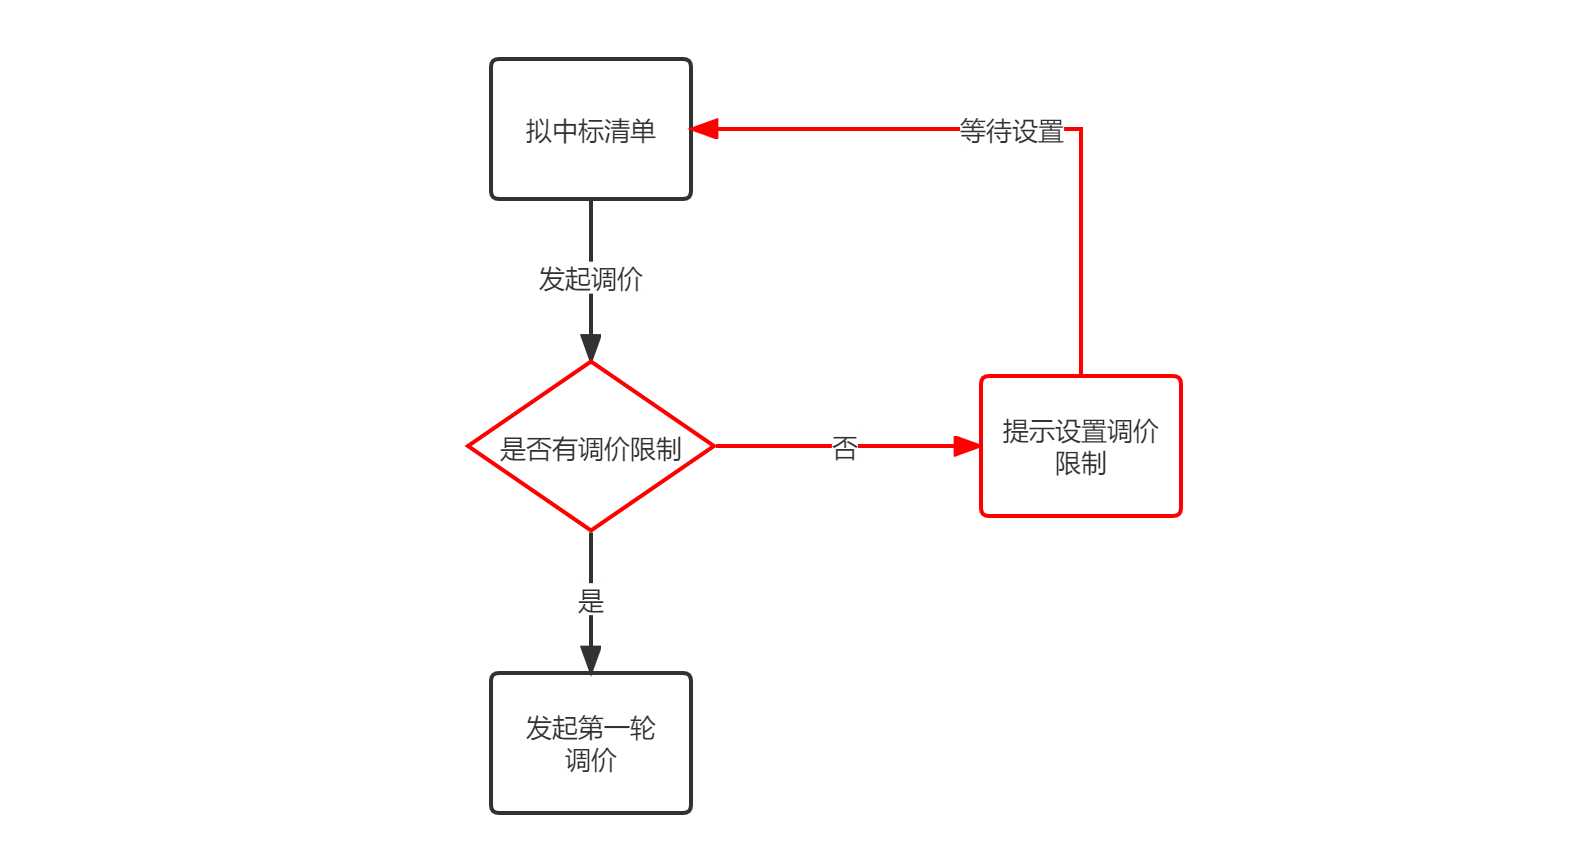 拟中标清单
等待设置
发起调价
是否有调价限制
否
提示设置调价
限制
是
发起第一轮
调价